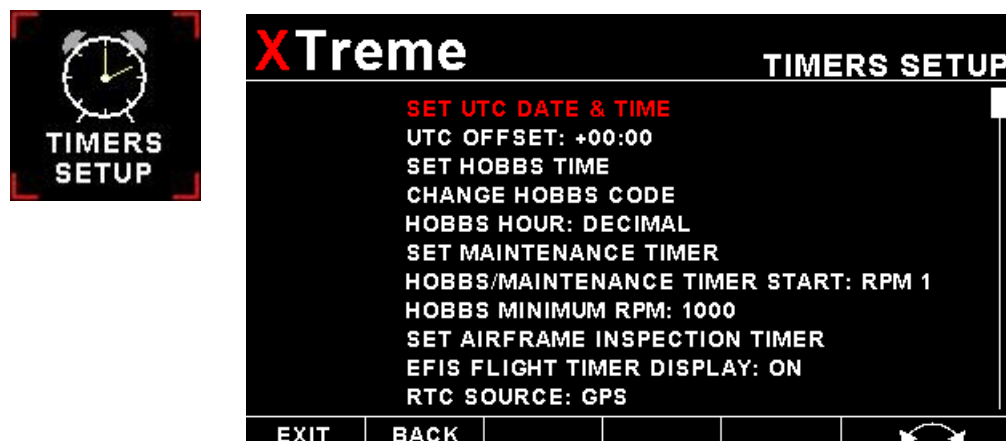 TIMERS
SETUP
XTreme
TIMERS SETUP
SET UTC DATE & TIME
UTC OFFSET: +00:00
SET HOBBS TIME
CHANGE HOBBS CODE
HOBBS HOUR: DECIMAL
SET MAINTENANCE TIMER
HOBBS/MAINTENANCE TIMER START: RPM 1
HOBBS MINIMUM RPM: 1000
SET AIRFRAME INSPECTION TIMER
EFIS FLIGHT TIMER DISPLAY: ON
RTC SOURCE: GPS
EXIT BACK